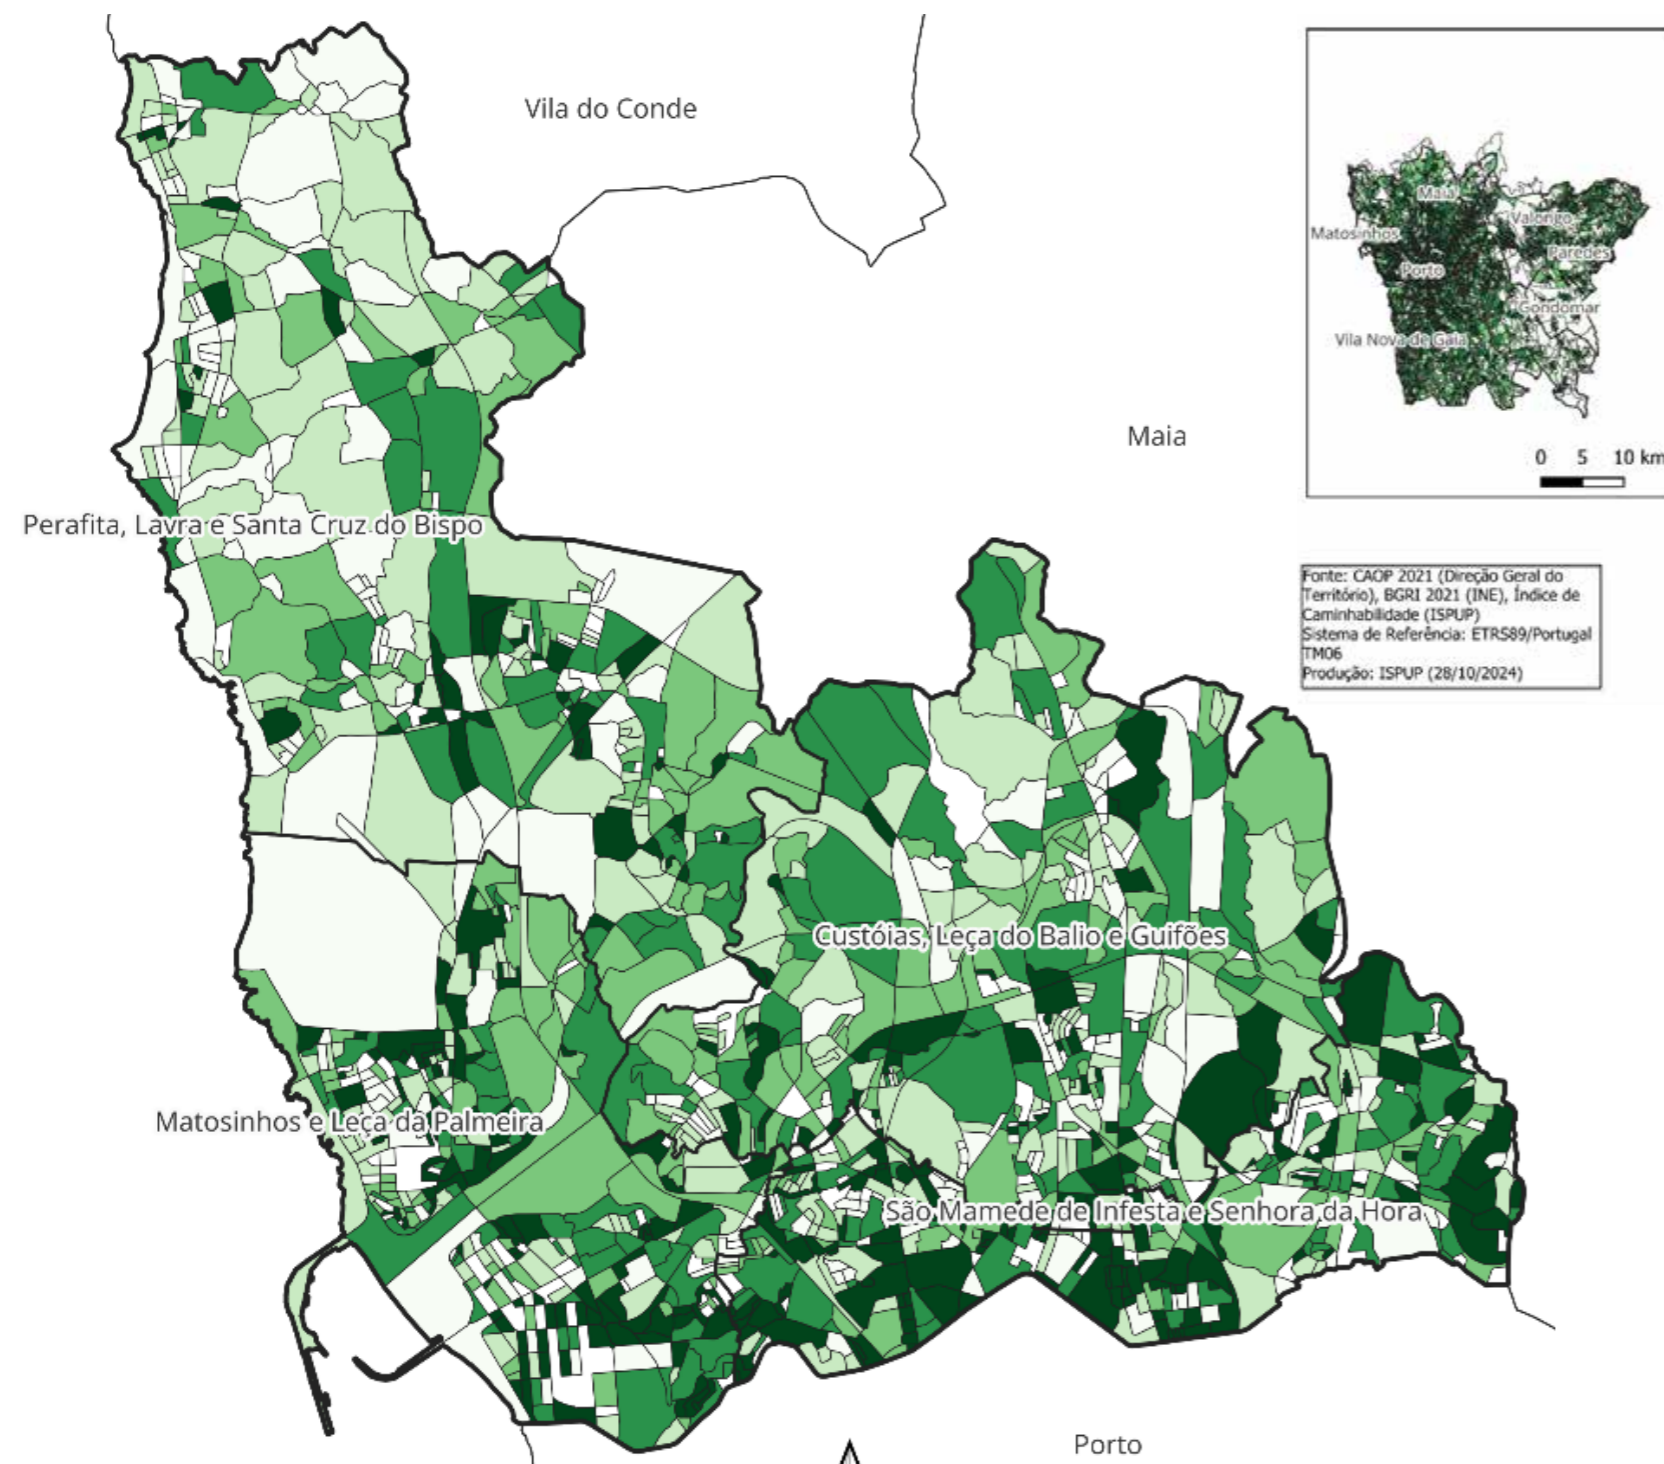 Vila do Conde
Maia
Perafita, Lavra e Santa Cruz do Bispo
Custóias, Leça do Balio e Guifões
Matosinhos e Leça da Palmeira
São Mamede de Infesta e Senhora da Hora
Porto
Maia
Valongo
Matosinhos
Paredes
Porto
Gondomar
Vila Nova de Gaia
0 5 10 km
Fonte: CAOP 2021 (Direção Geral do
Território), BGRI 2021 (INE), Índice de
Caminhabilidade (ISPUP)
Sistema de Referência: ETRS89/Portugal
TM06
Produção: ISPUP (28/10/2024)